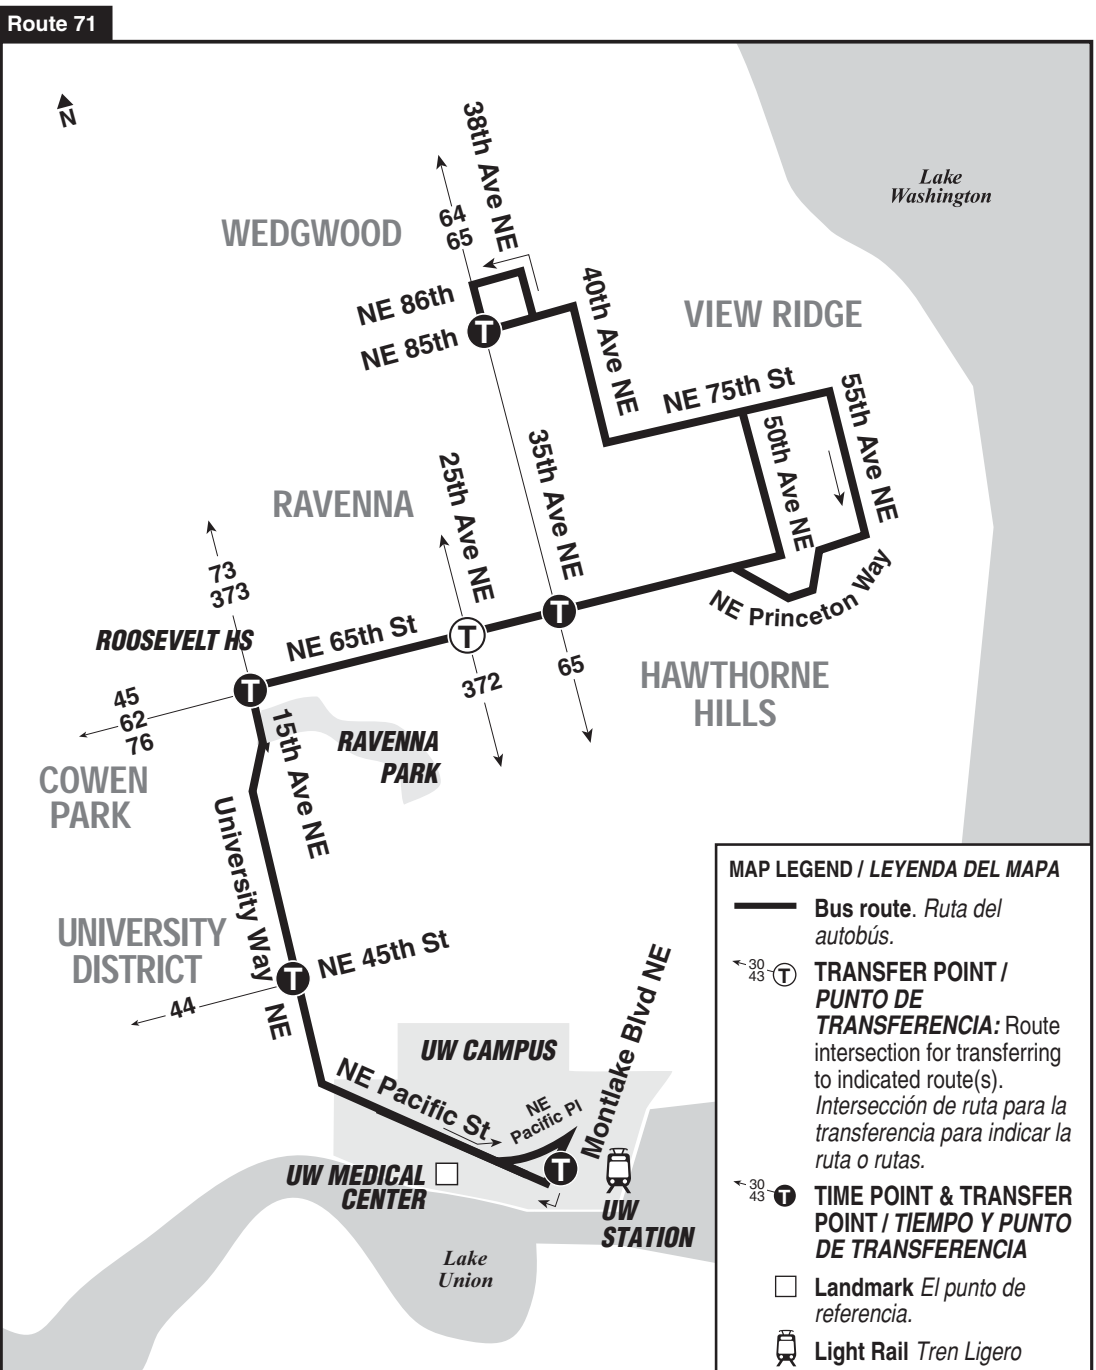 Route 71
N
Lake
Washington
38th Ave NE
64
65
WEDGWOOD
NE 86th
NE 85th
40th Ave NE
VIEW RIDGE
NE 75th St
55th Ave NE
50th Ave NE
35th Ave NE
25th Ave NE
RAVENNA
73
373
ROOSEVELT HS
NE 65th St
T
T
T
T
NE Princeton Way
65
372
HAWTHORNE
HILLS
45
62
76
T
15th Ave NE
RAVENNA
PARK
COWEN
PARK
University Way NE
UNIVERSITY
DISTRICT
T
NE 45th St
44
UW CAMPUS
Montlake Blvd NE
NE Pacific St
NE
Pacific Pl
T
UW MEDICAL
CENTER
UW
STATION
Lake
Union
MAP LEGEND / LEYENDA DEL MAPA
Bus route. Ruta del
autobús.
30
43
T
TRANSFER POINT /
PUNTO DE
TRANSFERENCIA: Route
intersection for transferring
to indicated route(s).
Intersección de ruta para la
transferencia para indicar la
ruta o rutas.
30
43
T
TIME POINT & TRANSFER
POINT / TIEMPO Y PUNTO
DE TRANSFERENCIA
Landmark El punto de
referencia.
Light Rail Tren Ligero